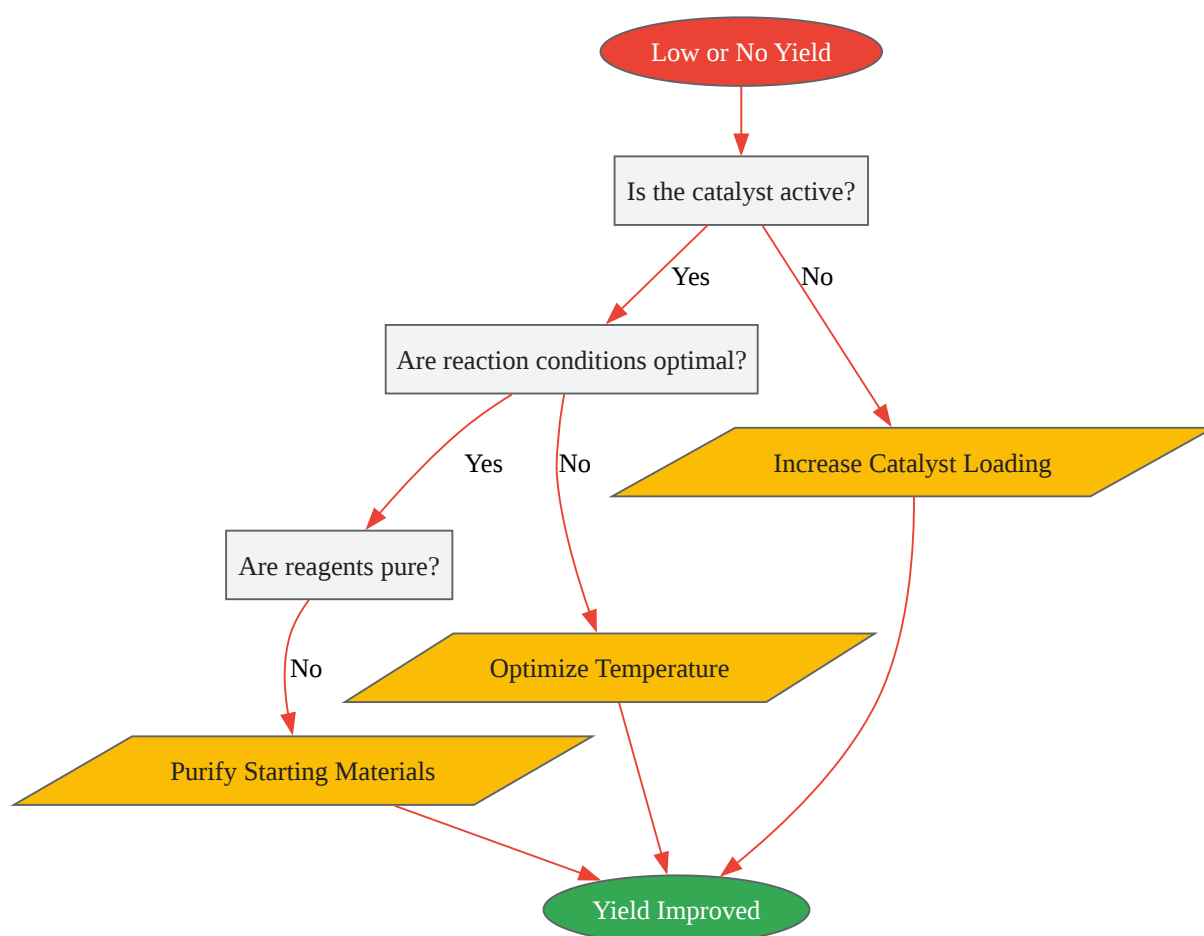 Low or No Yield
Is the catalyst active?
Yes
No
Are reaction conditions optimal?
Yes
No
Increase Catalyst Loading
Are reagents pure?
No
Optimize Temperature
Purify Starting Materials
Yield Improved